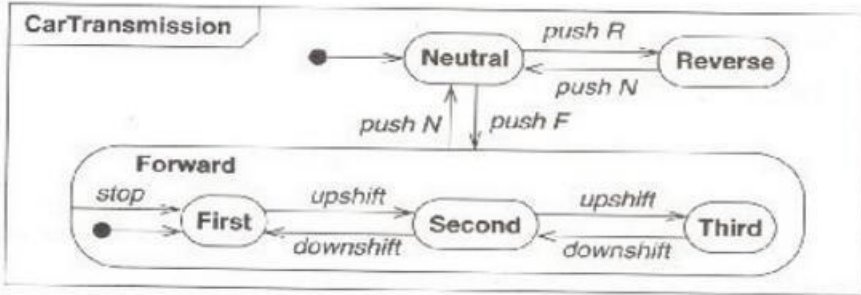 CarTransmission
push R
Neutral
Reverse
push N
push N
push F
Forward
stop
upshift
upshift
First
Second
Third
downshift
downshift